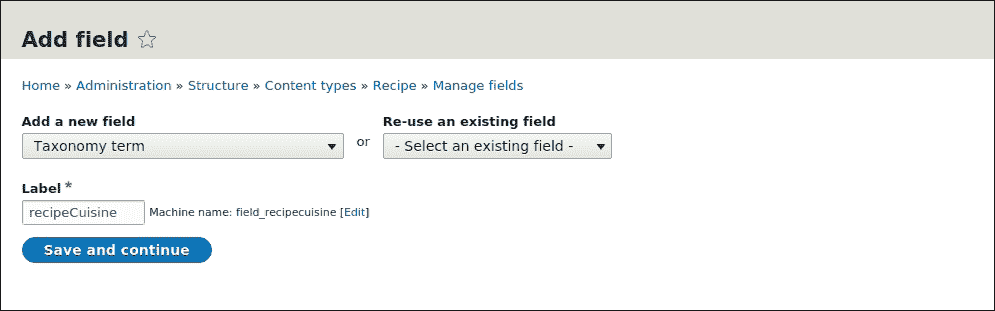 Add field
Home » Administration » Structure » Content types » Recipe » Manage fields
Add a new field
Re-use an existing field
Taxonomy term
or
- Select an existing field -
Label *
recipeCuisine Machine name: field_recipecuisine [Edit]
Save and continue